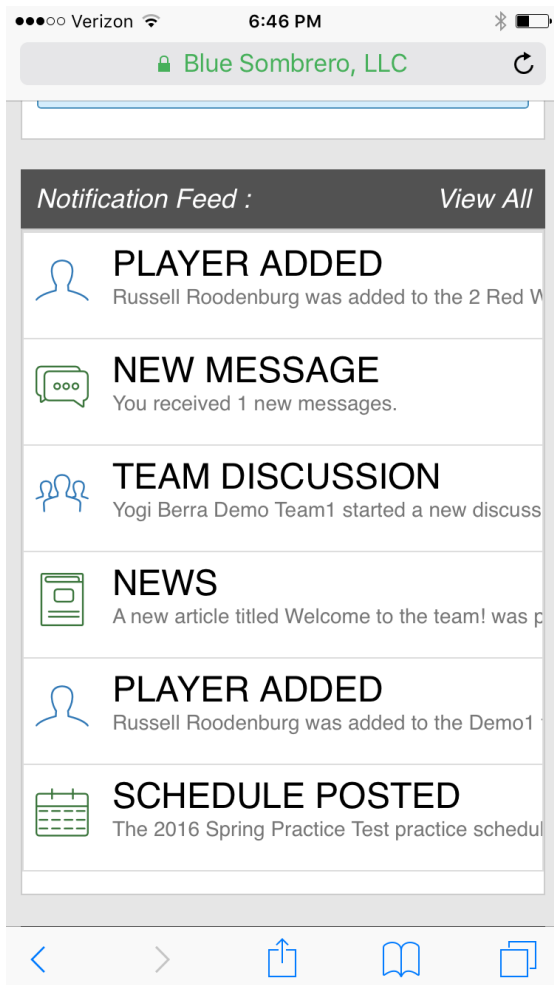 Verizon 6:46 PM
Blue Sombrero, LLC
Notification Feed : View All
PLAYER ADDED
Russell Roodenburg was added to the 2 Red
NEW MESSAGE
You received 1 new messages.
TEAM DISCUSSION
Yogi Berra Demo Team1 started a new discuss
NEWS
A new article titled Welcome to the team! was p
PLAYER ADDED
Russell Roodenburg was added to the Demo1
SCHEDULE POSTED
The 2016 Spring Practice Test practice schedul